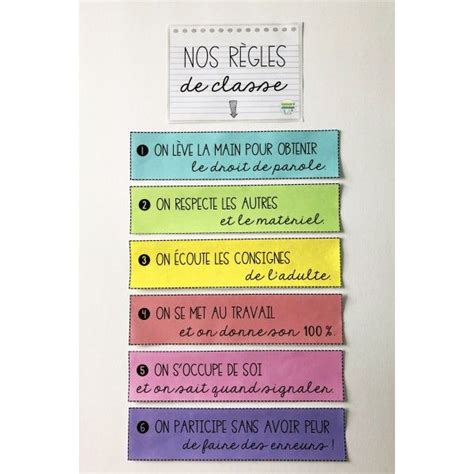 NOS RÈGLES
de classe
1 ON LÈVE LA MAIN POUR OBTENIR
le droit de parole.
2 ON RESPECTE LES AUTRES
et le matériel.
3 ON ÉCOUTE LES CONSIGNES
de l'adulte.
4 ON SE MET AU TRAVAIL
et on donne son 100%.
5 ON S'OCCUPE DE SOI
et on sait quand signaler.
6 ON PARTICIPE SANS AVOIR PEUR
de faire des erreurs !